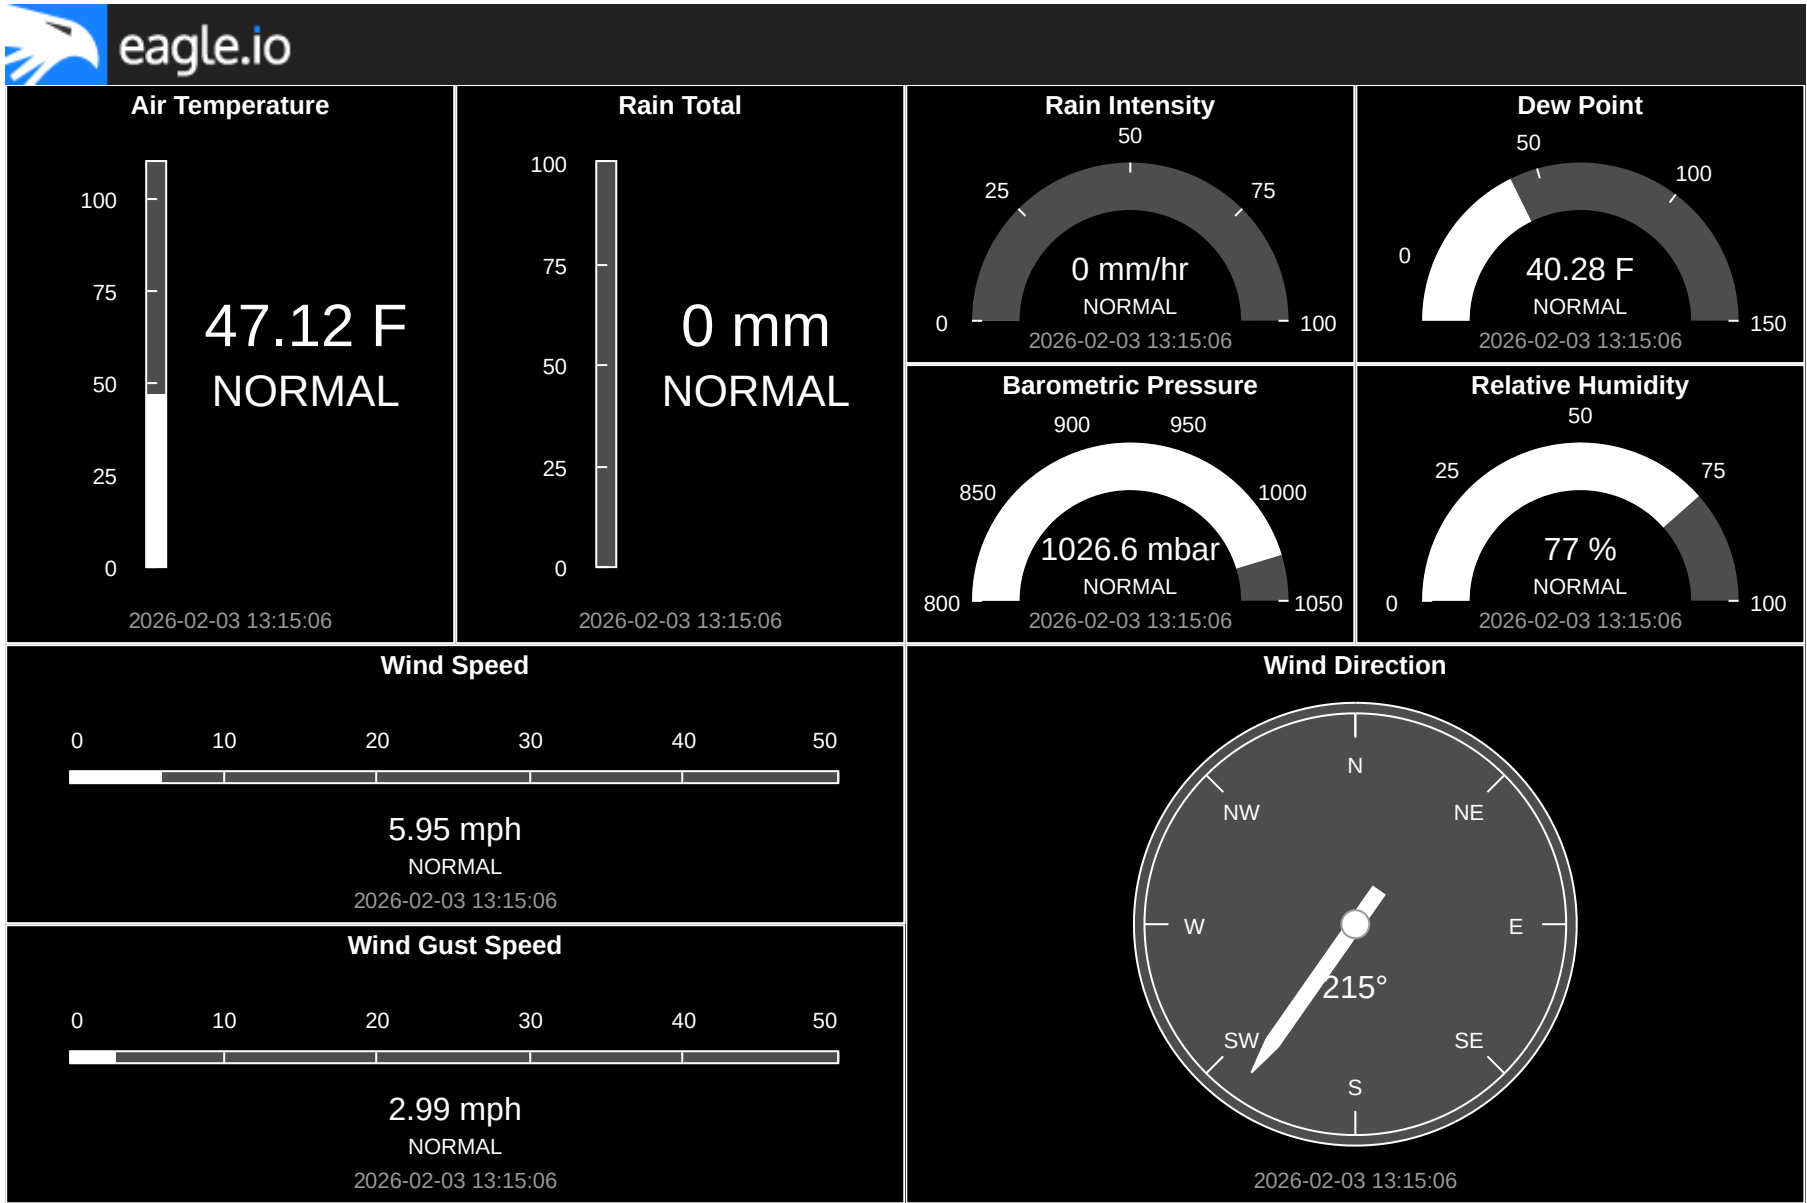 eagle.io
Air Temperature
100
75
50
25
0
47.12 F
NORMAL
2026-02-03 13:15:06
Rain Total
100
75
50
25
0
0 mm
NORMAL
2026-02-03 13:15:06
Rain Intensity
50
25
75
0
100
0 mm/hr
NORMAL
2026-02-03 13:15:06
Dew Point
50
100
0
150
40.28 F
NORMAL
2026-02-03 13:15:06
Barometric Pressure
900
950
850
1000
800
1050
1026.6 mbar
NORMAL
2026-02-03 13:15:06
Relative Humidity
50
25
75
0
100
77 %
NORMAL
2026-02-03 13:15:06
Wind Speed
0 10 20 30 40 50
5.95 mph
NORMAL
2026-02-03 13:15:06
Wind Gust Speed
0 10 20 30 40 50
2.99 mph
NORMAL
2026-02-03 13:15:06
Wind Direction
N
NW NE
W E
215°
SW SE
S
2026-02-03 13:15:06